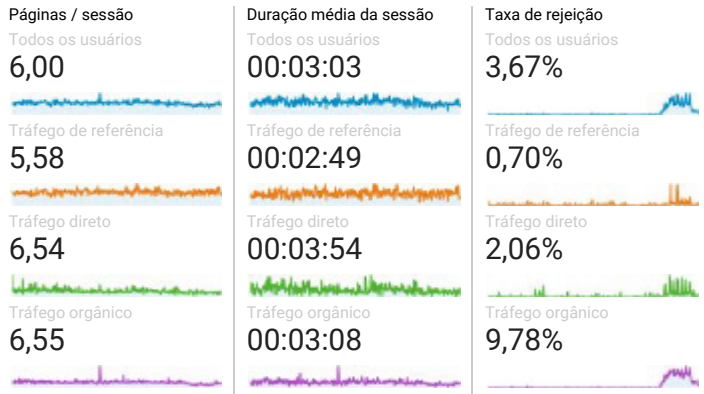 Páginas / sessão
Todos os usuários
6,00
Tráfego de referência
5,58
Tráfego direto
6,54
Tráfego orgânico
6,55
Duração média da sessão
Todos os usuários
00:03:03
Tráfego de referência
00:02:49
Tráfego direto
00:03:54
Tráfego orgânico
00:03:08
Taxa de rejeição
Todos os usuários
3,67%
Tráfego de referência
0,70%
Tráfego direto
2,06%
Tráfego orgânico
9,78%